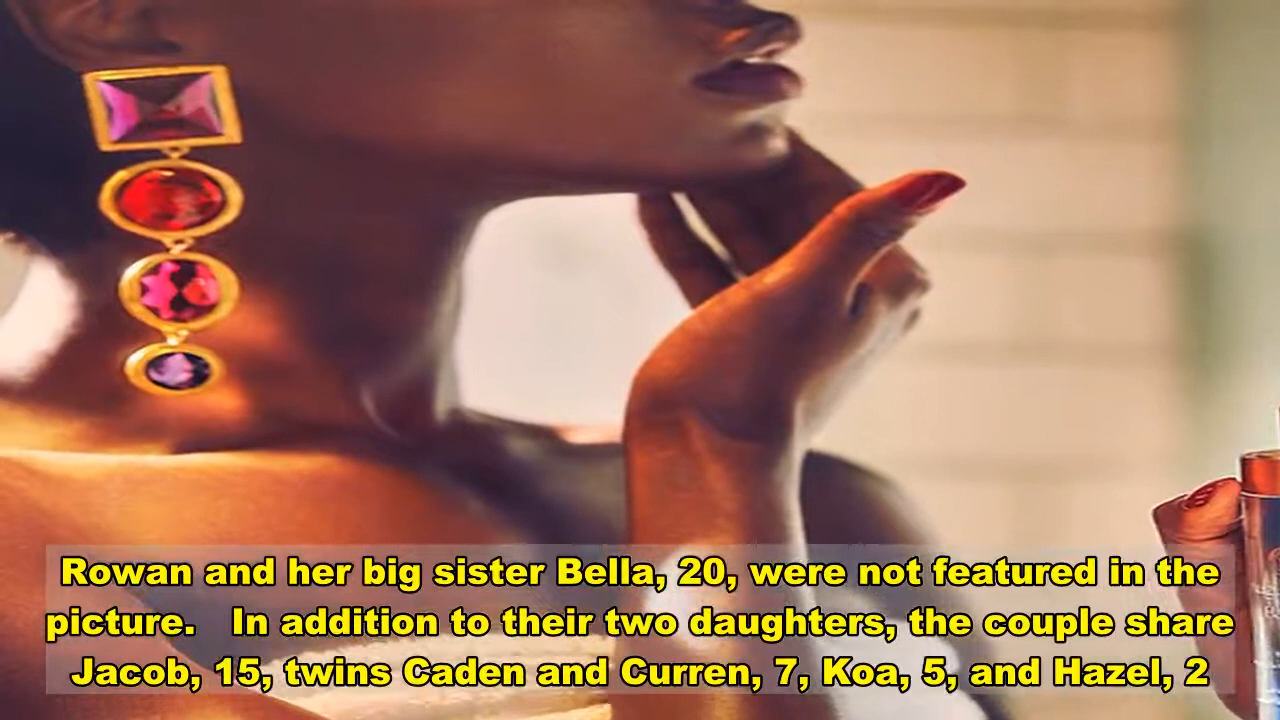 Rowan and her big sister Bella, 20, were not featured in the
picture.   In addition to their two daughters, the couple share
Jacob, 15, twins Caden and Curren, 7, Koa, 5, and Hazel, 2